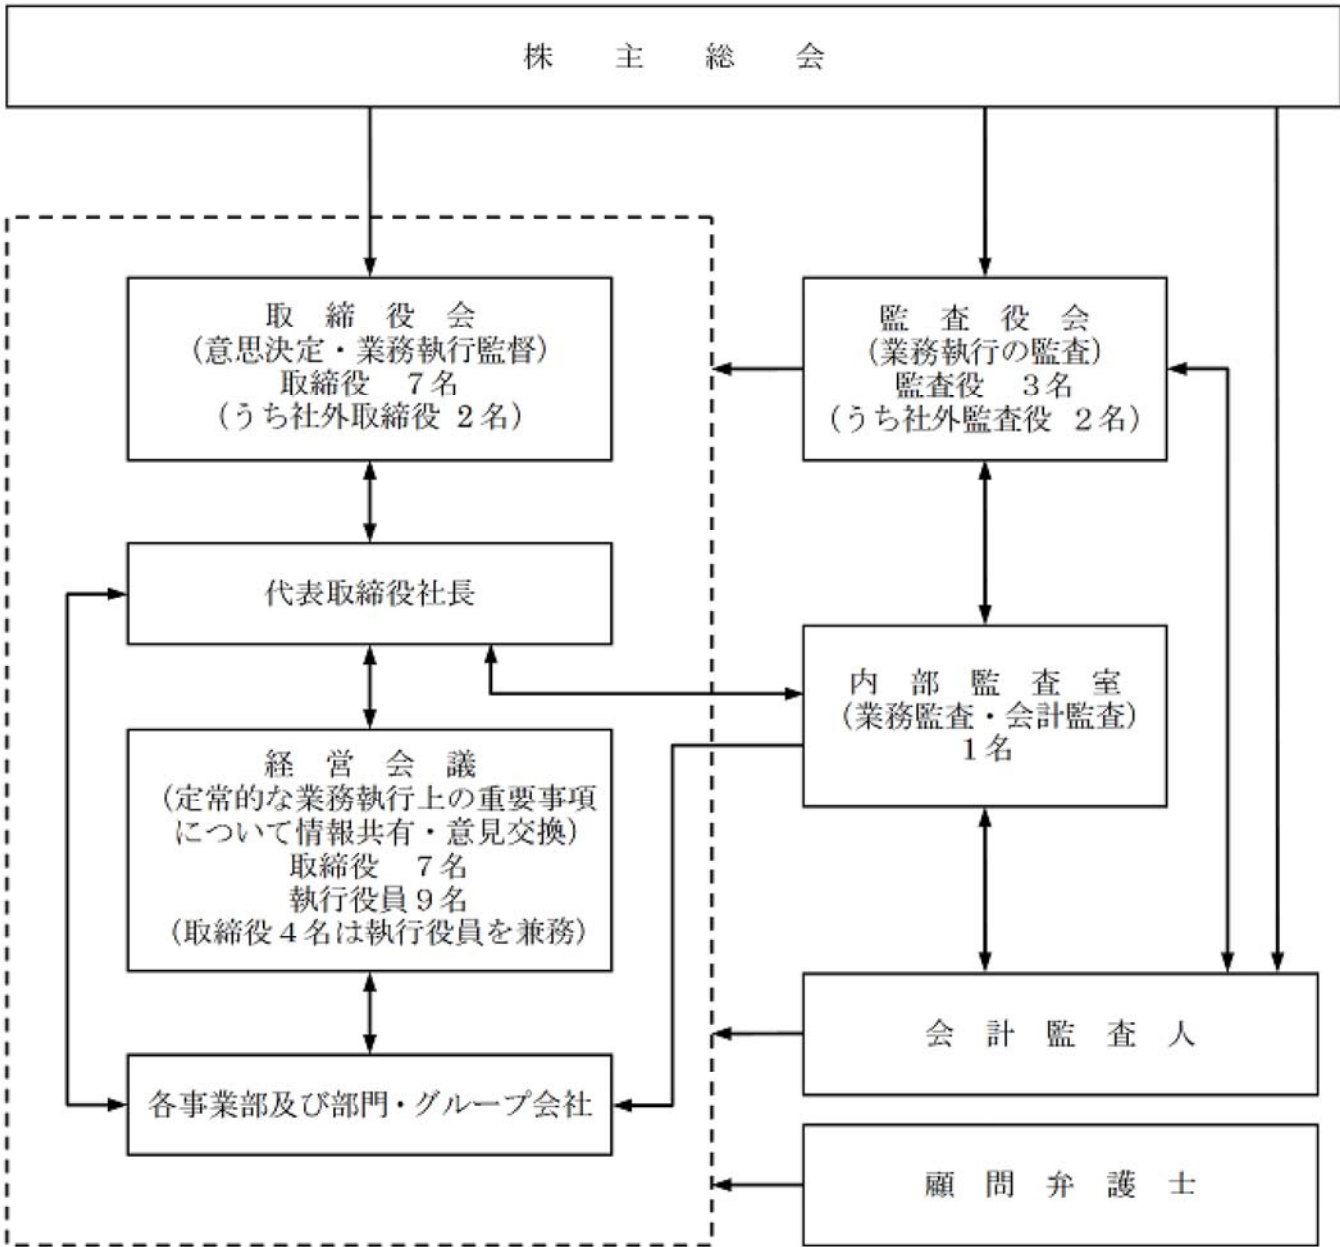 株主総会
取締役会
(意思決定・業務執行監督)
取締役 7名
(うち社外取締役 2名)
監査役会
(業務執行の監査)
監査役 3名
(うち社外監査役 2名)
代表取締役社長
内部監査室
(業務監査・会計監査)
1名
経営会議
(定常的な業務執行上の重要事項
について情報共有・意見交換)
取締役 7名
執行役員9名
(取締役4名は執行役員を兼務)
会計監査人
各事業部及び部門・グループ会社
顧問弁護士